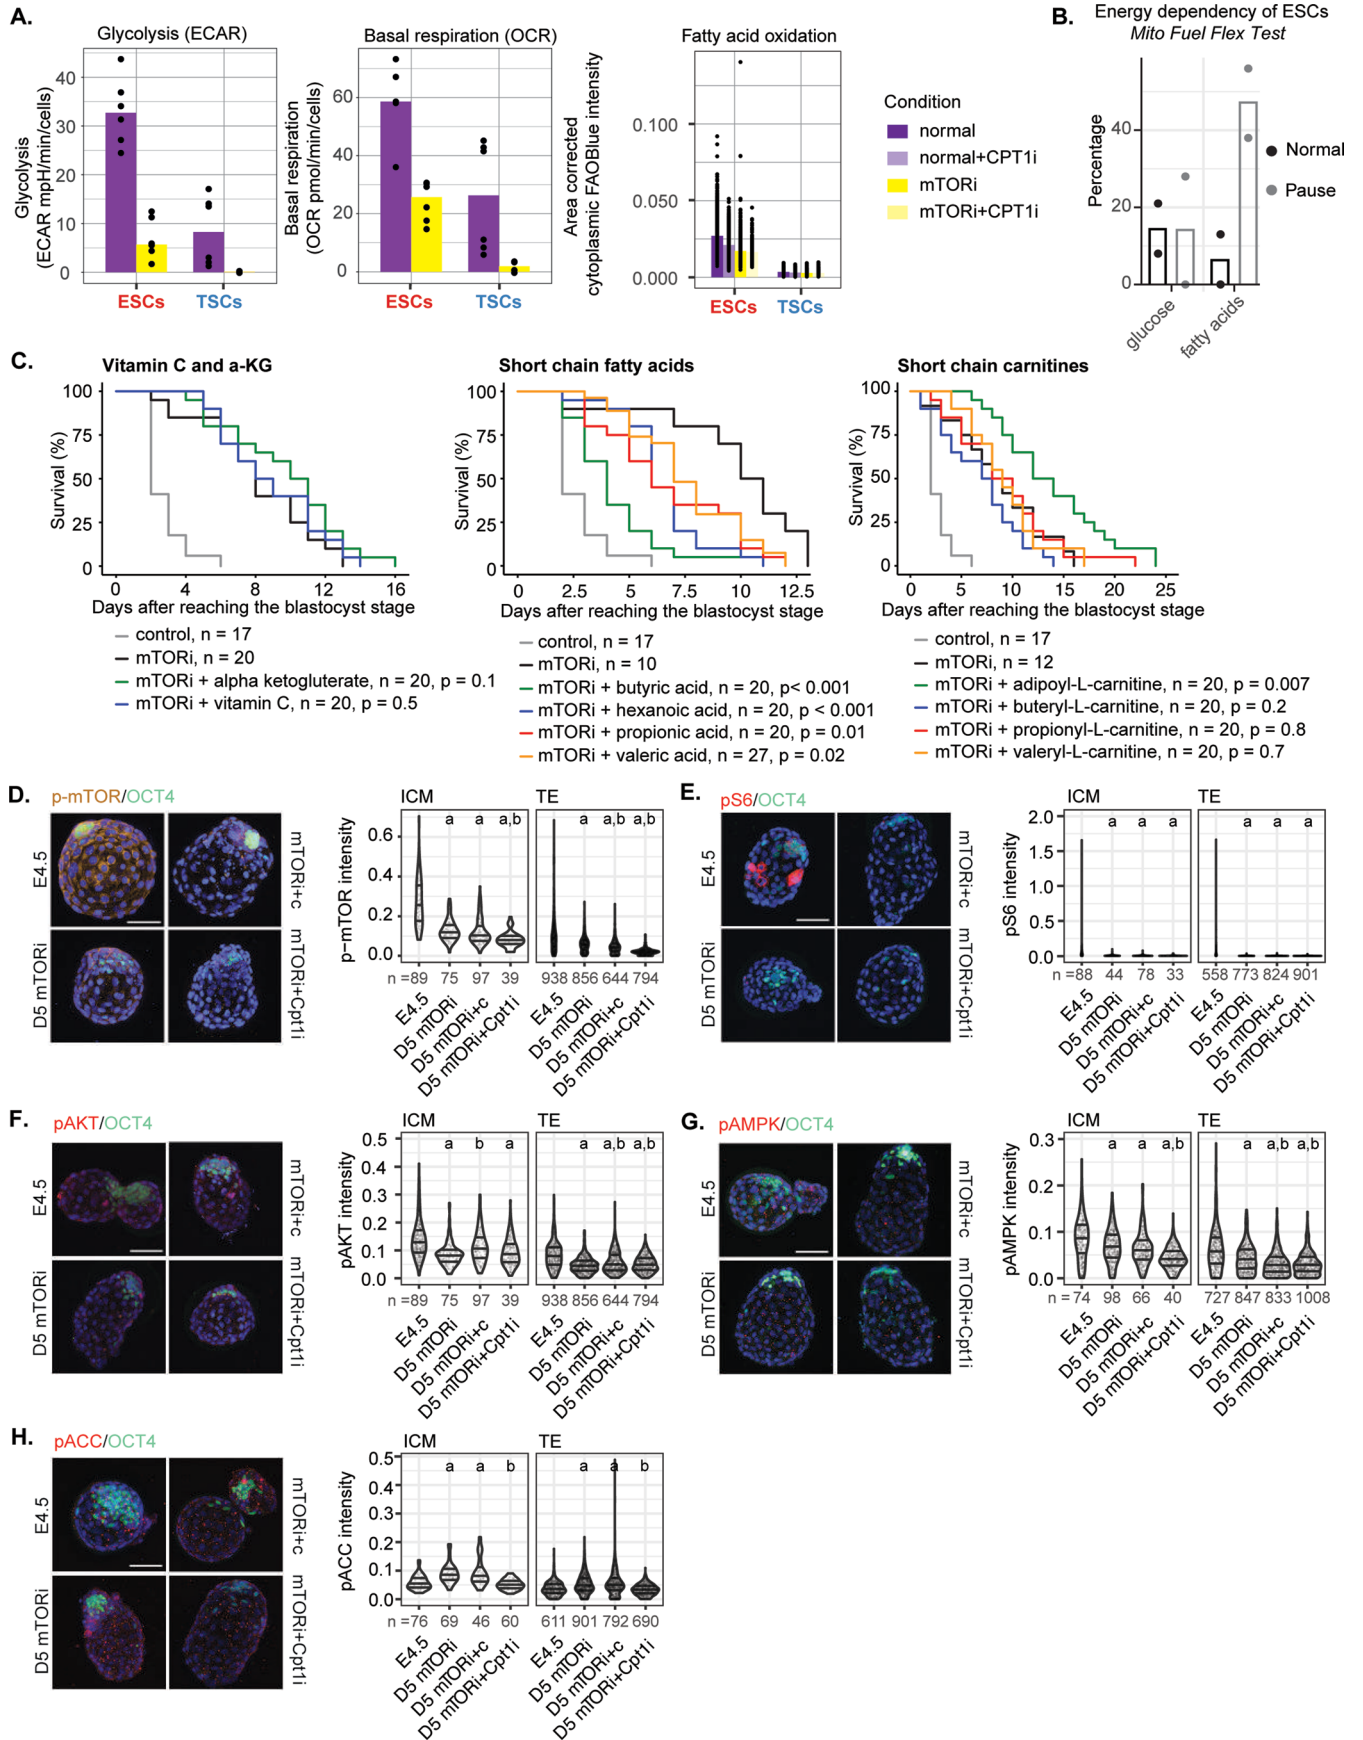 A.
Glycolysis (ECAR)
Glycolysis
(ECAR mpH/min/cells)
40
30
20
10
0
ESCs
TSCs
Basal respiration (OCR)
Basal respiration
(OCR pmol/min/cells)
60
40
20
0
ESCs
TSCs
Fatty acid oxidation
Area corrected
cytoplasmic FAOBlue intensity
0.100
0.050
0.000
ESCs
TSCs
Condition
normal
normal+CPT1i
mTORi
mTORi+CPT1i
B.
Energy dependency of ESCs
Mito Fuel Flex Test
Percentage
40
20
0
glucose
fatty acids
Normal
Pause
C.
Vitamin C and a-KG
Survival (%)
100
75
50
25
0
0 4 8 12 16
Days after reaching the blastocyst stage
control, n = 17
mTORi, n = 20
mTORi + alpha ketogluterate, n = 20, p = 0.1
mTORi + vitamin C, n = 20, p = 0.5
Short chain fatty acids
Survival (%)
100
75
50
25
0
0 2.5 5 7.5 10 12.5
Days after reaching the blastocyst stage
control, n = 17
mTORi, n = 10
mTORi + butyric acid, n = 20, p< 0.001
mTORi + hexanoic acid, n = 20, p < 0.001
mTORi + propionic acid, n = 20, p = 0.01
mTORi + valeric acid, n = 27, p = 0.02
Short chain carnitines
Survival (%)
100
75
50
25
0
0 5 10 15 20 25
Days after reaching the blastocyst stage
control, n = 17
mTORi, n = 12
mTORi + adipoyl-L-carnitine, n = 20, p = 0.007
mTORi + buteryl-L-carnitine, n = 20, p = 0.2
mTORi + propionyl-L-carnitine, n = 20, p = 0.8
mTORi + valeryl-L-carnitine, n = 20, p = 0.7
D.
p-mTOR/OCT4
E4.5
mTORi+c
D5 mTORi
mTORi+Cpt1i
ICM
TE
p−mTOR intensity
0.6
0.4
0.2
0.0
a a a,b
a a,b a,b
n =89 75 97 39
938 856 644 794
E4.5
D5 mTORi
D5 mTORi+c
D5 mTORi+Cpt1i
E4.5
D5 mTORi
D5 mTORi+c
D5 mTORi+Cpt1i
E.
pS6/OCT4
E4.5
mTORi+c
D5 mTORi
mTORi+Cpt1i
ICM
TE
pS6 intensity
2.0
1.5
1.0
0.5
0.0
a a a
a a a
n =88 44 78 33
558 773 824 901
E4.5
D5 mTORi
D5 mTORi+c
D5 mTORi+Cpt1i
E4.5
D5 mTORi
D5 mTORi+c
D5 mTORi+Cpt1i
F.
pAKT/OCT4
E4.5
mTORi+c
D5 mTORi
mTORi+Cpt1i
ICM
TE
pAKT intensity
0.5
0.4
0.3
0.2
0.1
0.0
a b a
a a,b a,b
n =89 75 97 39
938 856 644 794
E4.5
D5 mTORi
D5 mTORi+c
D5 mTORi+Cpt1i
E4.5
D5 mTORi
D5 mTORi+c
D5 mTORi+Cpt1i
G.
pAMPK/OCT4
E4.5
mTORi+c
D5 mTORi
mTORi+Cpt1i
ICM
TE
pAMPK intensity
0.3
0.2
0.1
0.0
a a a,b
a a,b a,b
n = 74 98 66 40
727 847 833 1008
E4.5
D5 mTORi
D5 mTORi+c
D5 mTORi+Cpt1i
E4.5
D5 mTORi
D5 mTORi+c
D5 mTORi+Cpt1i
H.
pACC/OCT4
E4.5
mTORi+c
D5 mTORi
mTORi+Cpt1i
ICM
TE
pACC intensity
0.5
0.4
0.3
0.2
0.1
0.0
a a b
a a b
n =76 69 46 60
611 901 792 690
E4.5
D5 mTORi
D5 mTORi+c
D5 mTORi+Cpt1i
E4.5
D5 mTORi
D5 mTORi+c
D5 mTORi+Cpt1i